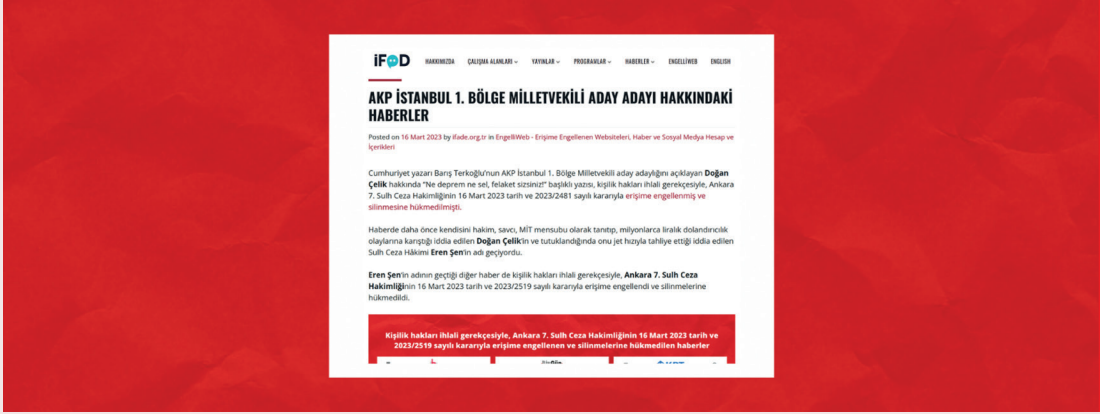 iFOD
HAKKIMIZDA ÇALIŞMA ALANLARI YAYINLAR PROGRAMLAR HABERLER ENGELLİWEB ENGLISH
AKP İSTANBUL 1. BÖLGE MİLLETVEKİLİ ADAY ADAYI HAKKINDAKİ
HABERLER
Posted on 16 Mart 2023 by ifade.org.tr in EngelliWeb - Erişime Engellenen Websiteleri, Haber ve Sosyal Medya Hesap ve
İçerikleri
Cumhuriyet yazarı Barış Terkoğlu'nun AKP İstanbul 1. Bölge Milletvekili aday adaylığını açıklayan Doğan
Çelik hakkında "Ne deprem ne sel, felaket sizsiniz!" başlıklı yazısı, kişilik hakları ihlali gerekçesiyle, Ankara
7. Sulh Ceza Hakimliğinin 16 Mart 2023 tarih ve 2023/2481 sayılı kararıyla erişime engellenmiş ve
silinmesine hükmedilmişti.
Haberde daha önce kendisini hakim, savcı, MİT mensubu olarak tanıtıp, milyonlarca liralık dolandırıcılık
olaylarına karıştığı iddia edilen Doğan Çelik'in ve tutuklandığında onu jet hızıyla tahliye ettiği iddia edilen
Sulh Ceza Hâkimi Eren Şen'in adı geçiyordu.
Eren Şen'in adının geçtiği diğer haber de kişilik hakları ihlali gerekçesiyle, Ankara 7. Sulh Ceza
Hakimliğinin 16 Mart 2023 tarih ve 2023/2519 sayılı kararıyla erişime engellendi ve silinmelerine
hükmedildi.
Kişilik hakları ihlali gerekçesiyle, Ankara 7. Sulh Ceza Hakimliğinin 16 Mart 2023 tarih ve
2023/2519 sayılı kararıyla erişime engellenen ve silinmelerine hükmedilen haberler